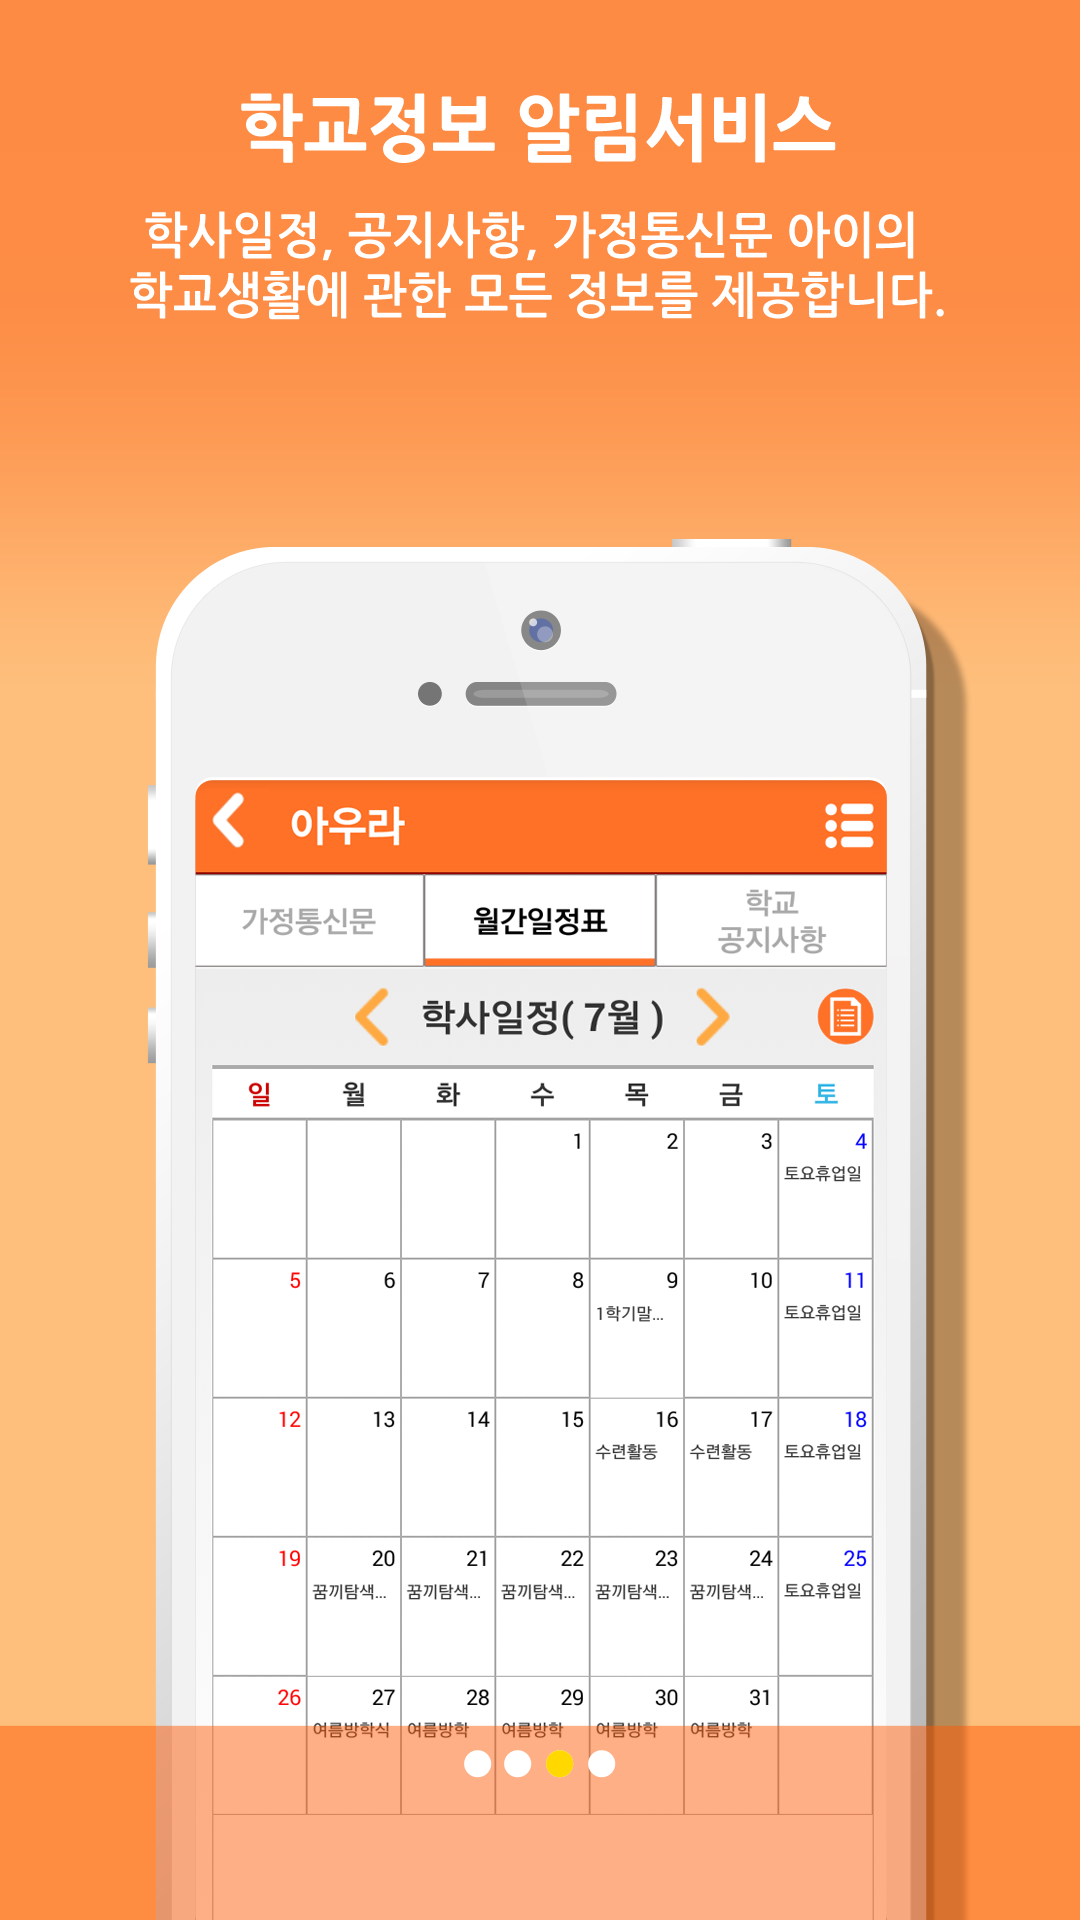 학교정보 알림서비스
학사일정, 공지사항, 가정통신문 아이의
학교생활에 관한 모든 정보를 제공합니다.
아우라
가정통신문 월간일정표 학교
공지사항
학사일정( 7월 )
일 월 화 수 목 금 토
1 2 3 4
토요휴업일
5 6 7 8 9 10 11
1학기말... 토요휴업일
12 13 14 15 16 17 18
수련활동 수련활동 토요휴업일
19 20 21 22 23 24 25
꿈끼탐색... 꿈끼탐색... 꿈끼탐색... 꿈끼탐색... 꿈끼탐색... 토요휴업일
26 27 28 29 30 31
여름방학식 여름방학 여름방학 여름방학 여름방학